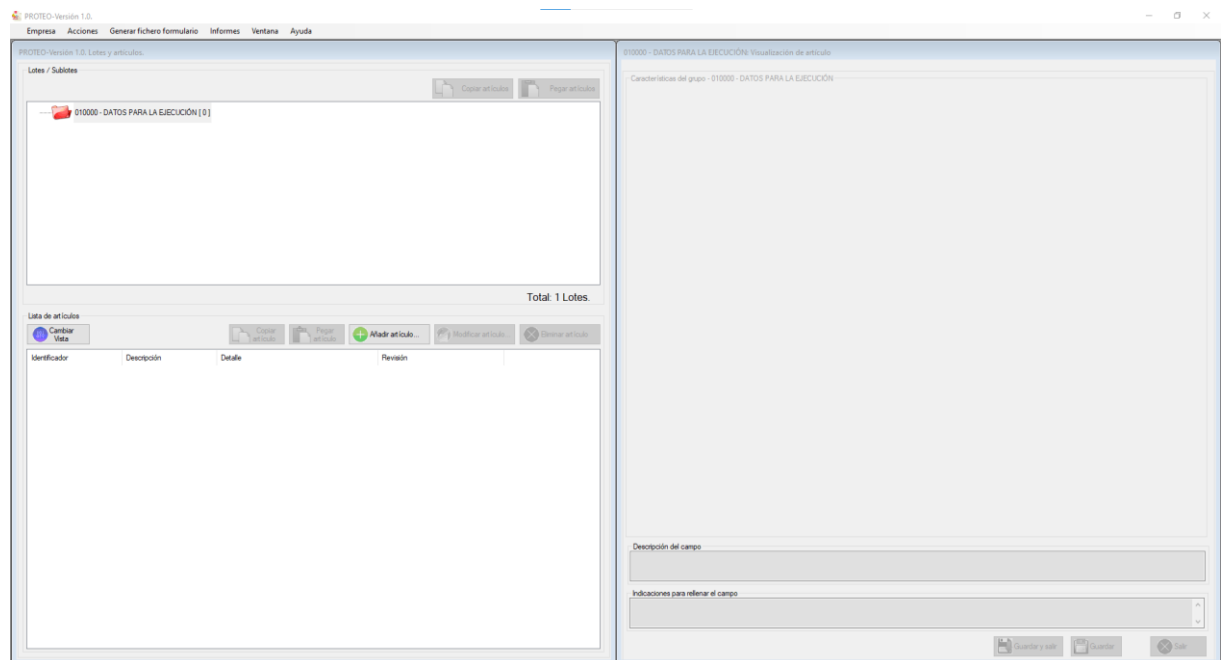 PROTEO-Versión 1.0.
Empresa Acciones Generar fichero formulario Informes Ventana Ayuda
PROTEO-Versión 1.0. Lotes y artículos.
Lotes / Sublotes
Copiar artículos Pegar artículos
010000 - DATOS PARA LA EJECUCIÓN [ 0 ]
Total: 1 Lotes.
Lista de artículos
Cambiar
Vista
Copiar
artículo
Pegar
artículo
Añadir artículo...
Modificar artículo...
Eliminar artículo
Identificador Descripción Detalle Revisión
010000 - DATOS PARA LA EJECUCIÓN: Visualización de artículo
Características del grupo - 010000 - DATOS PARA LA EJECUCIÓN
Descripción del campo
Indicaciones para rellenar el campo
Guardar y salir Guardar Salir